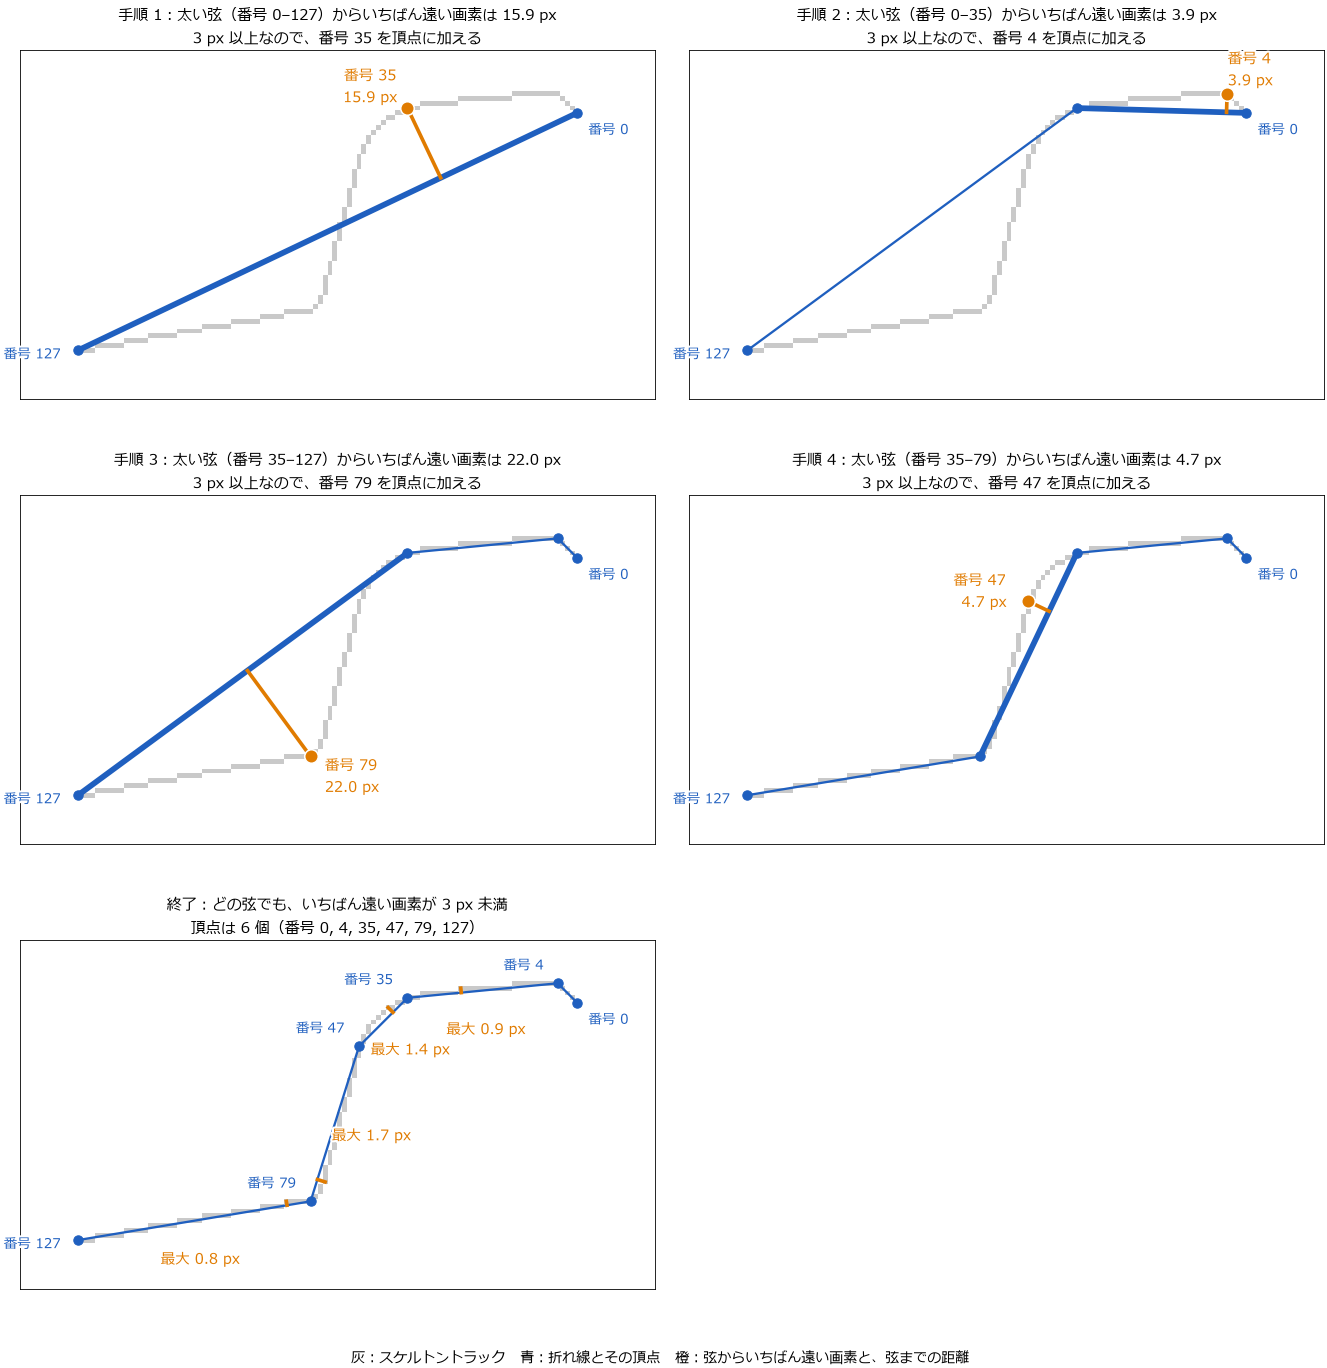 手順 1：太い弦（番号 0–127）からいちばん遠い画素は 15.9 px
3 px 以上なので、番号 35 を頂点に加える
番号 35
15.9 px
番号 0
番号 127
手順 2：太い弦（番号 0–35）からいちばん遠い画素は 3.9 px
3 px 以上なので、番号 4 を頂点に加える
番号 4
3.9 px
番号 0
番号 127
手順 3：太い弦（番号 35–127）からいちばん遠い画素は 22.0 px
3 px 以上なので、番号 79 を頂点に加える
番号 0
番号 79
22.0 px
番号 127
手順 4：太い弦（番号 35–79）からいちばん遠い画素は 4.7 px
3 px 以上なので、番号 47 を頂点に加える
番号 47
4.7 px
番号 0
番号 127
終了：どの弦でも、いちばん遠い画素が 3 px 未満
頂点は 6 個（番号 0, 4, 35, 47, 79, 127）
番号 4
番号 35
番号 0
最大 0.9 px
番号 47
最大 1.4 px
最大 1.7 px
番号 79
番号 127
最大 0.8 px
灰：スケルトントラック　青：折れ線とその頂点　橙：弦からいちばん遠い画素と、弦までの距離